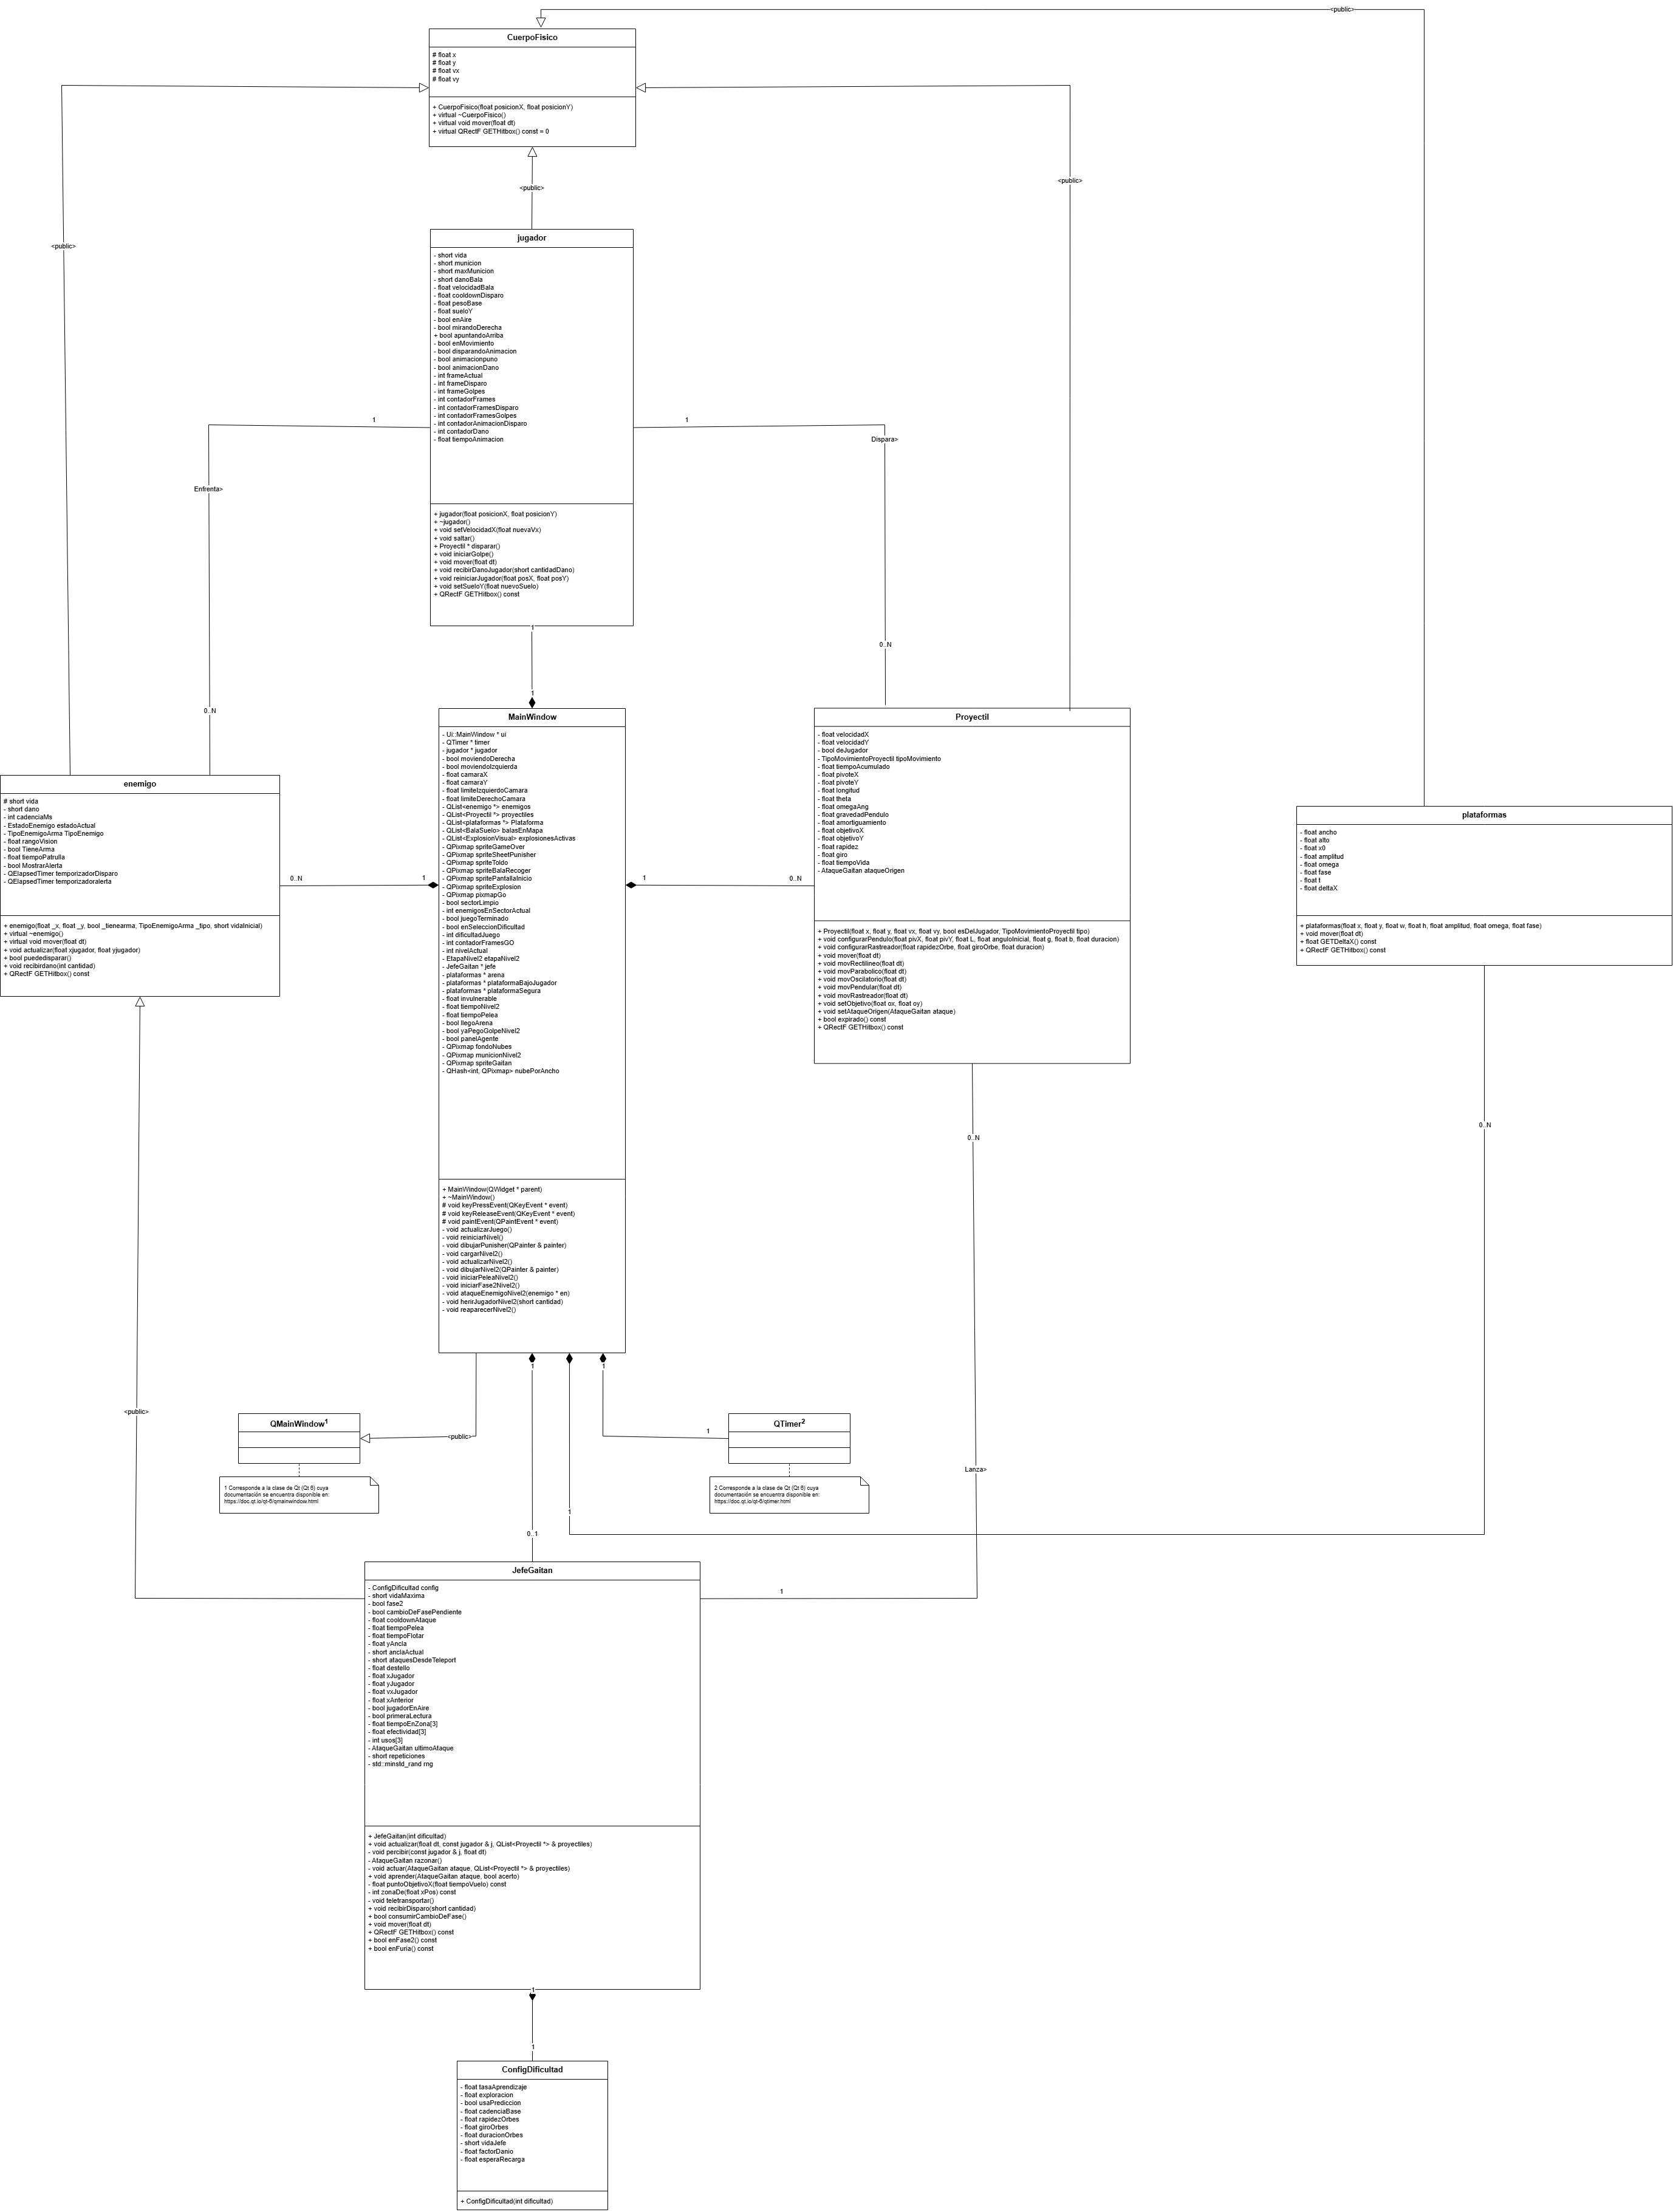 <public>
CuerpoFisico
# float x
# float y
# float vx
# float vy
+ CuerpoFisico(float posicionX, float posicionY)
+ virtual ~CuerpoFisico()
+ virtual void mover(float dt)
+ virtual QRectF GETHitbox() const = 0
<public>
<public>
<public>
jugador
- short vida
- short municion
- short maxMunicion
- short danoBala
- float velocidadBala
- float cooldownDisparo
- float pesoBase
- float sueloY
- bool enAire
- bool mirandoDerecha
+ bool apuntandoArriba
- bool enMovimiento
- bool disparandoAnimacion
- bool animacionpuno
- bool animacionDano
- int frameActual
- int frameDisparo
- int frameGolpes
- int contadorFrames
- int contadorFramesDisparo
- int contadorFramesGolpes
- int contadorAnimacionDisparo
- int contadorDano
- float tiempoAnimacion
+ jugador(float posicionX, float posicionY)
+ ~jugador()
+ void setVelocidadX(float nuevaVx)
+ void saltar()
+ Proyectil * disparar()
+ void iniciarGolpe()
+ void mover(float dt)
+ void recibirDanoJugador(short cantidadDano)
+ void reiniciarJugador(float posX, float posY)
+ void setSueloY(float nuevoSuelo)
+ QRectF GETHitbox() const
1
1
Dispara>
Enfrenta>
1
0..N
1
0..N
MainWindow
- Ui::MainWindow * ui
- QTimer * timer
- jugador * jugador
- bool moviendoDerecha
- bool moviendoIzquierda
- float camaraX
- float camaraY
- float limiteIzquierdoCamara
- float limiteDerechoCamara
- QList<enemigo *> enemigos
- QList<Proyectil *> proyectiles
- QList<plataformas *> Plataforma
- QList<BalaSuelo> balasEnMapa
- QList<ExplosionVisual> explosionesActivas
- QPixmap spriteGameOver
- QPixmap spriteSheetPunisher
- QPixmap spriteToldo
- QPixmap spriteBalaRecoger
- QPixmap spritePantallaInicio
- QPixmap spriteExplosion
- QPixmap pixmapGo
- bool sectorLimpio
- int enemigosEnSectorActual
- bool juegoTerminado
- bool enSeleccionDificultad
- int dificultadJuego
- int contadorFramesGO
- int nivelActual
- EtapaNivel2 etapaNivel2
- JefeGaitan * jefe
- plataformas * arena
- plataformas * plataformaBajoJugador
- plataformas * plataformaSegura
- float invulnerable
- float tiempoNivel2
- float tiempoPelea
- bool llegoArena
- bool yaPegoGolpeNivel2
- bool panelAgente
- QPixmap fondoNubes
- QPixmap municionNivel2
- QPixmap spriteGaitan
- QHash<int, QPixmap> nubePorAncho
+ MainWindow(QWidget * parent)
+ ~MainWindow()
# void keyPressEvent(QKeyEvent * event)
# void keyReleaseEvent(QKeyEvent * event)
# void paintEvent(QPaintEvent * event)
- void actualizarJuego()
- void reiniciarNivel()
- void dibujarPunisher(QPainter & painter)
- void cargarNivel2()
- void actualizarNivel2()
- void dibujarNivel2(QPainter & painter)
- void iniciarPeleaNivel2()
- void iniciarFase2Nivel2()
- void ataqueEnemigoNivel2(enemigo * en)
- void herirJugadorNivel2(short cantidad)
- void reaparecerNivel2()
Proyectil
- float velocidadX
- float velocidadY
- bool deJugador
- TipoMovimientoProyectil tipoMovimiento
- float tiempoAcumulado
- float pivoteX
- float pivoteY
- float longitud
- float theta
- float omegaAng
- float gravedadPendulo
- float amortiguamiento
- float objetivoX
- float objetivoY
- float rapidez
- float giro
- float tiempoVida
- AtaqueGaitan ataqueOrigen
+ Proyectil(float x, float y, float vx, float vy, bool esDelJugador, TipoMovimientoProyectil tipo)
+ void configurarPendulo(float pivX, float pivY, float L, float anguloInicial, float g, float b, float duracion)
+ void configurarRastreador(float rapidezOrbe, float giroOrbe, float duracion)
+ void mover(float dt)
+ void movRectilineo(float dt)
+ void movParabolico(float dt)
+ void movOscilatorio(float dt)
+ void movPendular(float dt)
+ void movRastreador(float dt)
+ void setObjetivo(float ox, float oy)
+ void setAtaqueOrigen(AtaqueGaitan ataque)
+ bool expirado() const
+ QRectF GETHitbox() const
enemigo
# short vida
- short dano
- int cadenciaMs
- EstadoEnemigo estadoActual
- TipoEnemigoArma TipoEnemigo
- float rangoVision
- bool TieneArma
- float tiempoPatrulla
- bool MostrarAlerta
- QElapsedTimer temporizadorDisparo
- QElapsedTimer temporizadoralerta
+ enemigo(float _x, float _y, bool _tienearma, TipoEnemigoArma _tipo, short vidaInicial)
+ virtual ~enemigo()
+ virtual void mover(float dt)
+ void actualizar(float xjugador, float yjugador)
+ bool puededisparar()
+ void recibirdano(int cantidad)
+ QRectF GETHitbox() const
plataformas
- float ancho
- float alto
- float x0
- float amplitud
- float omega
- float fase
- float t
- float deltaX
+ plataformas(float x, float y, float w, float h, float amplitud, float omega, float fase)
+ void mover(float dt)
+ float GETDeltaX() const
+ QRectF GETHitbox() const
0..N
1
1
0..N
0..N
0..N
1
1
<public>
QMainWindow1
<public>
QTimer2
1
1 Corresponde a la clase de Qt (Qt 6) cuya
documentación se encuentra disponible en:
https://doc.qt.io/qt-6/qmainwindow.html
2 Corresponde a la clase de Qt (Qt 6) cuya
documentación se encuentra disponible en:
https://doc.qt.io/qt-6/qtimer.html
Lanza>
1
0..1
JefeGaitan
- ConfigDificultad config
- short vidaMaxima
- bool fase2
- bool cambioDeFasePendiente
- float cooldownAtaque
- float tiempoPelea
- float tiempoFlotar
- float yAncla
- short anclaActual
- short ataquesDesdeTeleport
- float destello
- float xJugador
- float yJugador
- float vxJugador
- float xAnterior
- bool jugadorEnAire
- bool primeraLectura
- float tiempoEnZona[3]
- float efectividad[3]
- int usos[3]
- AtaqueGaitan ultimoAtaque
- short repeticiones
- std::minstd_rand rng
+ JefeGaitan(int dificultad)
+ void actualizar(float dt, const jugador & j, QList<Proyectil *> & proyectiles)
- void percibir(const jugador & j, float dt)
- AtaqueGaitan razonar()
- void actuar(AtaqueGaitan ataque, QList<Proyectil *> & proyectiles)
+ void aprender(AtaqueGaitan ataque, bool acerto)
- float puntoObjetivoX(float tiempoVuelo) const
- int zonaDe(float xPos) const
- void teletransportar()
+ void recibirDisparo(short cantidad)
+ bool consumirCambioDeFase()
+ void mover(float dt)
+ QRectF GETHitbox() const
+ bool enFase2() const
+ bool enFuria() const
1
1
1
ConfigDificultad
- float tasaAprendizaje
- float exploracion
- bool usaPrediccion
- float cadenciaBase
- float rapidezOrbes
- float giroOrbes
- float duracionOrbes
- short vidaJefe
- float factorDanio
- float esperaRecarga
+ ConfigDificultad(int dificultad)